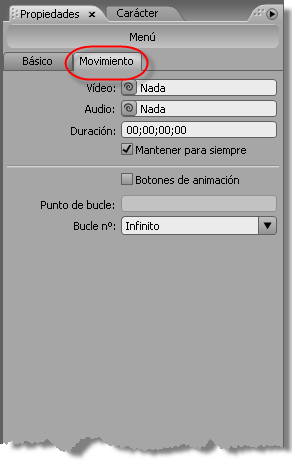 Propiedades x Carácter
Menú
Básico Movimiento
Vídeo: Nada
Audio: Nada
Duración: 00;00;00;00
Mantener para siempre
Botones de animación
Punto de bucle:
Bucle nº: Infinito